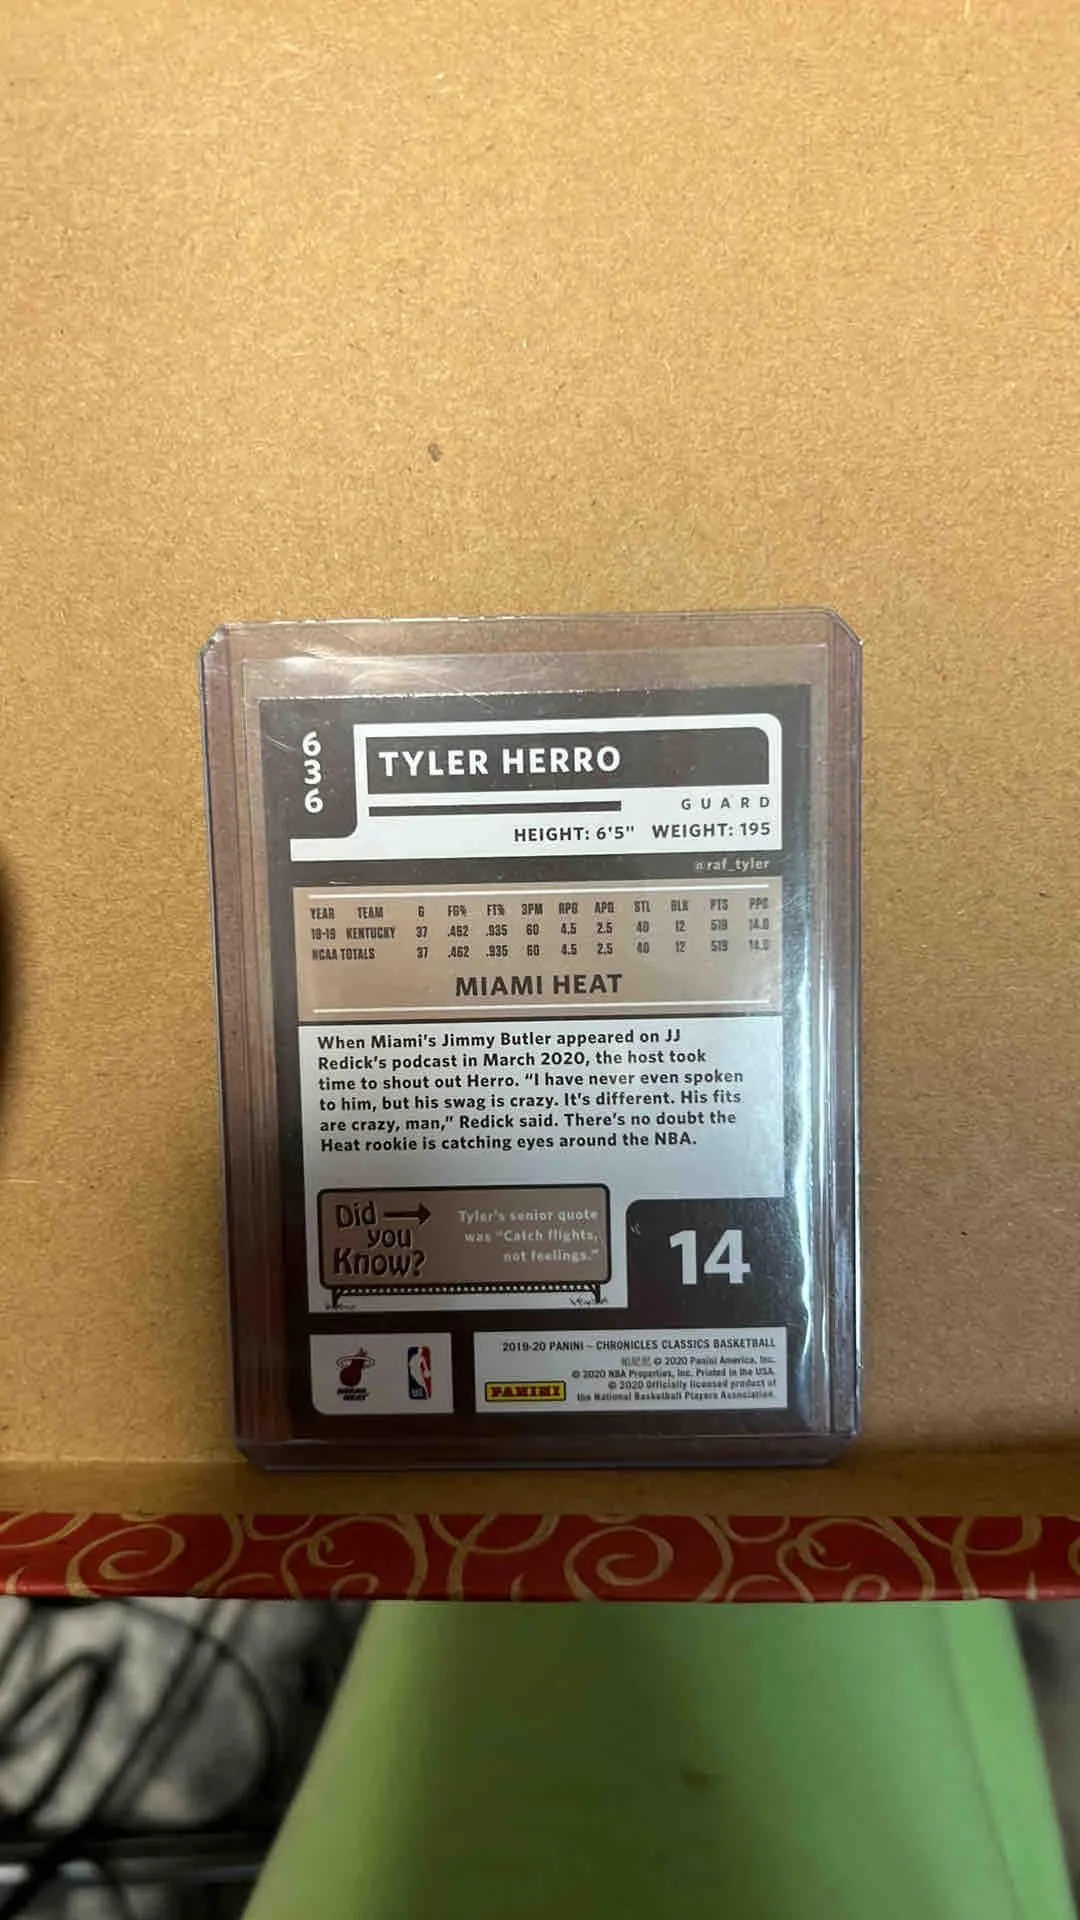 636
TYLER HERRO
GUARD
HEIGHT: 6'5" WEIGHT: 195
@raf_tyler
YEAR TEAM G FG% FT% 3PM RPG APG STL BLK PTS PPG
18-19 KENTUCKY 37 .462 .935 60 4.5 2.5 40 12 519 14.0
NCAA TOTALS 37 .462 .935 60 4.5 2.5 40 12 519 14.0
MIAMI HEAT
When Miami's Jimmy Butler appeared on JJ
Redick's podcast in March 2020, the host took
time to shout out Herro. "I have never even spoken
to him, but his swag is crazy. It's different. His fits
are crazy, man," Redick said. There's no doubt the
Heat rookie is catching eyes around the NBA.
Did you Know?
Tyler's senior quote
was "Catch flights,
not feelings."
14
MIAMI
HEAT
2019-20 PANINI – CHRONICLES CLASSICS BASKETBALL
© 2020 Panini America, Inc.
© 2020 NBA Properties, Inc. Printed in the USA.
© 2020 Officially licensed product of
the National Basketball Players Association.
PANINI